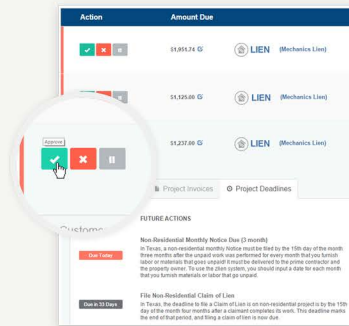 Action Amount Due
$1,951.74 LIEN (Mechanics Lien)
$1,125.00 LIEN (Mechanics Lien)
$1,237.00 LIEN (Mechanics Lien)
Approve
Project Invoices Project Deadlines
Custome
FUTURE ACTIONS
Non-Residential Monthly Notice Due (3 month)
Due Today
In Texas, a non-residential monthly Notice must be filed by the 15th day of the month
three months after the unpaid work was performed for every month that you furnish
labor or materials that goes unpaid! It must be delivered to the prime contractor and
the property owner. To use the zlien system, you should input a date for each month
that you furnish materials or labor that go unpaid.
File Non-Residential Claim of Lien
Due in 33 Days
In Texas, the deadline to file a Claim of Lien is on non-residential project is by the 15th
day of the month four months after a claimant completes its work. This deadline marks
the end of that period, and filing a claim of lien is now due.